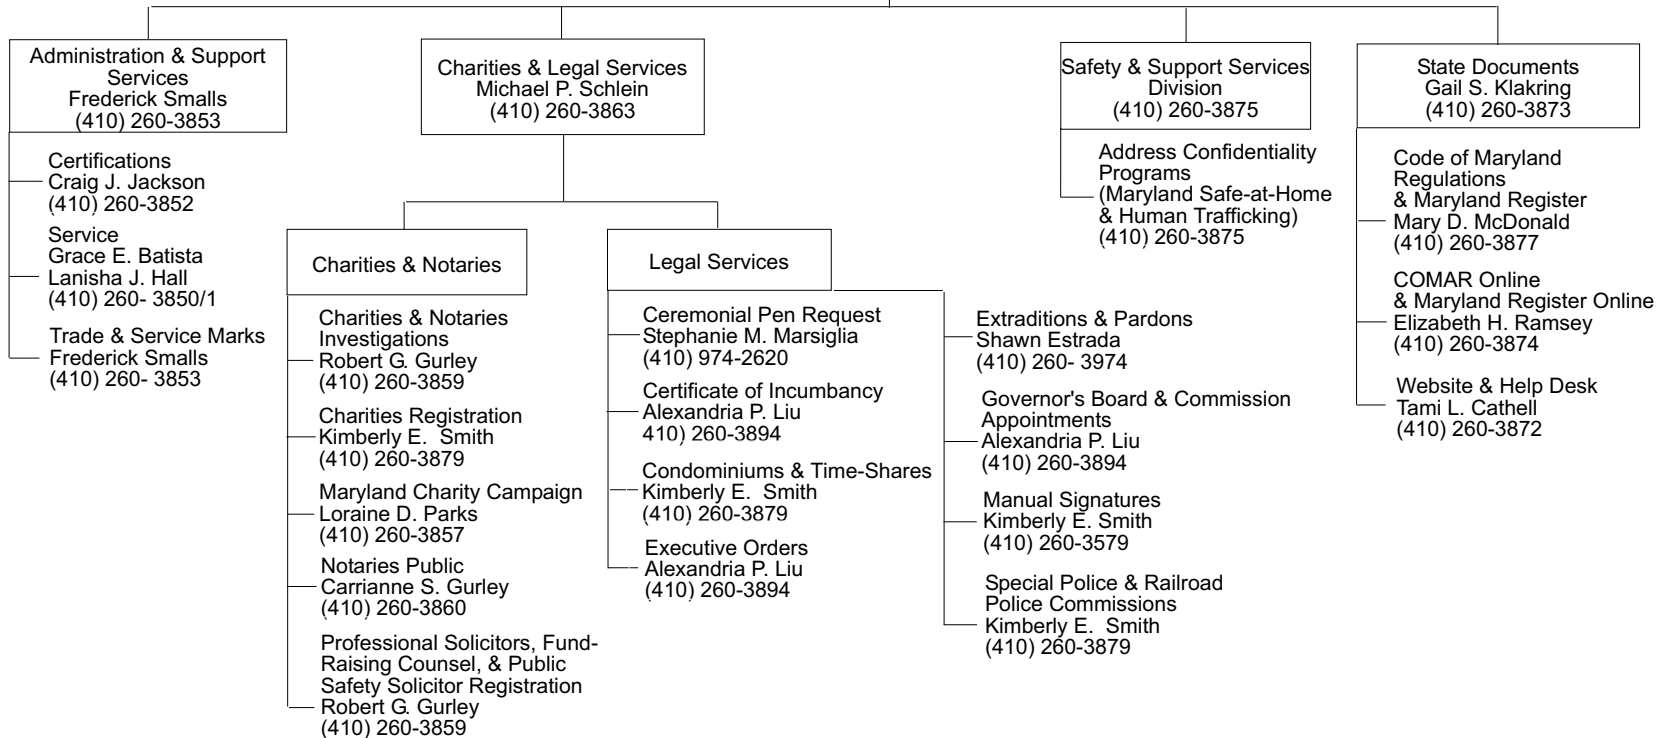 Administration & Support
Services
Frederick Smalls
(410) 260-3853
Certifications
Craig J. Jackson
(410) 260-3852
Service
Grace E. Batista
Lanisha J. Hall
(410) 260- 3850/1
Trade & Service Marks
Frederick Smalls
(410) 260- 3853
Charities & Legal Services
Michael P. Schlein
(410) 260-3863
Charities & Notaries
Charities & Notaries
Investigations
Robert G. Gurley
(410) 260-3859
Charities Registration
Kimberly E. Smith
(410) 260-3879
Maryland Charity Campaign
Loraine D. Parks
(410) 260-3857
Notaries Public
Carrianne S. Gurley
(410) 260-3860
Professional Solicitors, Fund-
Raising Counsel, & Public
Safety Solicitor Registration
Robert G. Gurley
(410) 260-3859
Legal Services
Ceremonial Pen Request
Stephanie M. Marsiglia
(410) 974-2620
Certificate of Incumbancy
Alexandria P. Liu
410) 260-3894
Condominiums & Time-Shares
Kimberly E. Smith
(410) 260-3879
Executive Orders
Alexandria P. Liu
(410) 260-3894
Extraditions & Pardons
Shawn Estrada
(410) 260- 3974
Governor's Board & Commission
Appointments
Alexandria P. Liu
(410) 260-3894
Manual Signatures
Kimberly E. Smith
(410) 260-3579
Special Police & Railroad
Police Commissions
Kimberly E. Smith
(410) 260-3879
Safety & Support Services
Division
(410) 260-3875
Address Confidentiality
Programs
(Maryland Safe-at-Home
& Human Trafficking)
(410) 260-3875
State Documents
Gail S. Klakring
(410) 260-3873
Code of Maryland
Regulations
& Maryland Register
Mary D. McDonald
(410) 260-3877
COMAR Online
& Maryland Register Online
Elizabeth H. Ramsey
(410) 260-3874
Website & Help Desk
Tami L. Cathell
(410) 260-3872